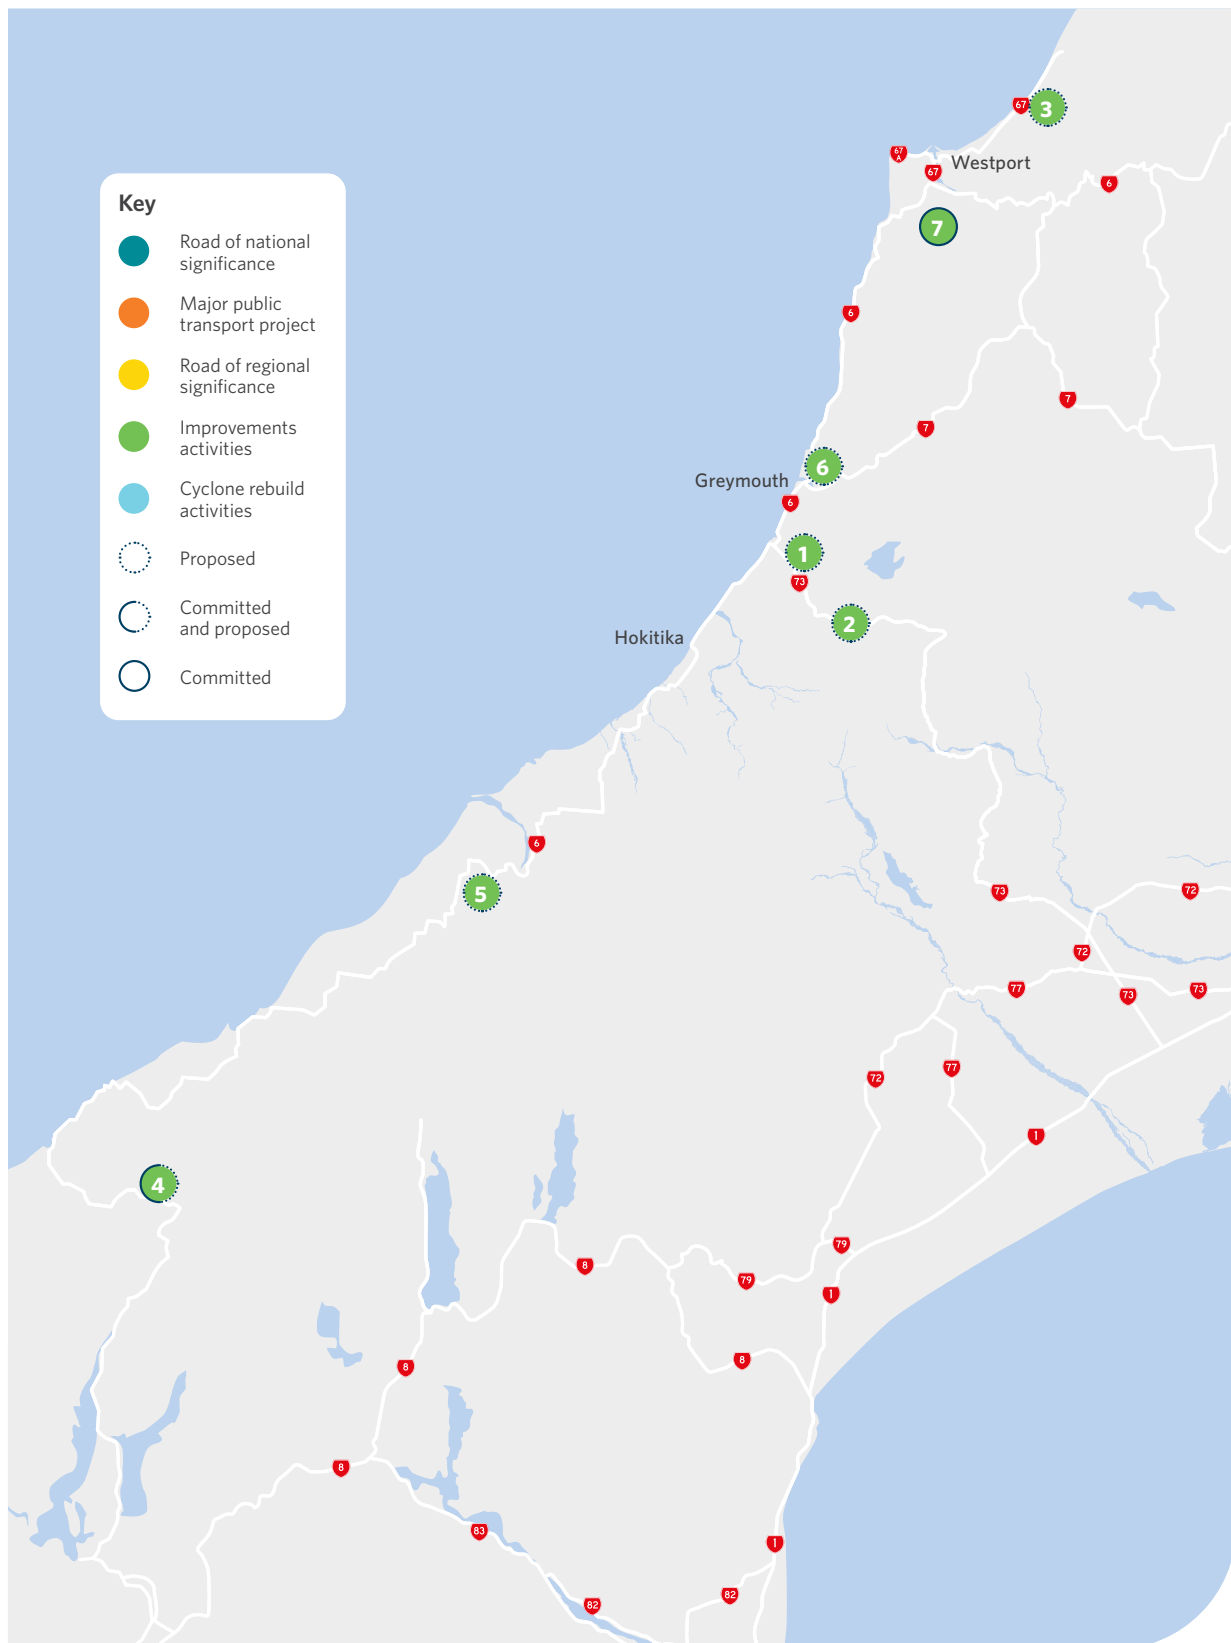 Key
Road of national
significance
Major public
transport project
Road of regional
significance
Improvements
activities
Cyclone rebuild
activities
Proposed
Committed
and proposed
Committed
67
3
67
A
Westport
67
6
7
6
7
7
6
Greymouth
6
1
73
2
Hokitika
6
5
73
72
72
77
73
73
72
77
1
4
79
8
79
1
8
8
8
83
1
82
82